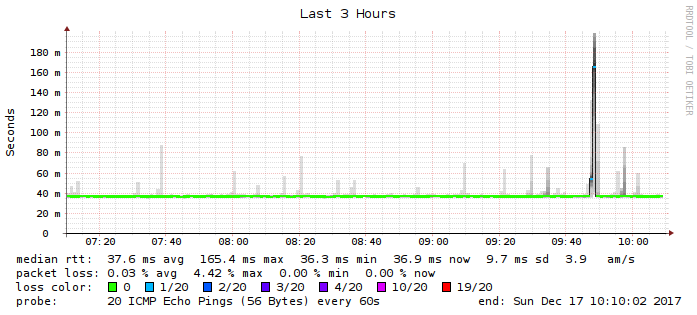 Last 3 Hours
RRDTOOL / TOBI OETIKER
Seconds
180 m
160 m
140 m
120 m
100 m
80 m
60 m
40 m
20 m
0
07:20 07:40 08:00 08:20 08:40 09:00 09:20 09:40 10:00
median rtt: 37.6 ms avg 165.4 ms max 36.3 ms min 36.9 ms now 9.7 ms sd 3.9 am/s
packet loss: 0.03 % avg 4.42 % max 0.00 % min 0.00 % now
loss color: 0 1/20 2/20 3/20 4/20 10/20 19/20
probe: 20 ICMP Echo Pings (56 Bytes) every 60s end: Sun Dec 17 10:10:02 2017